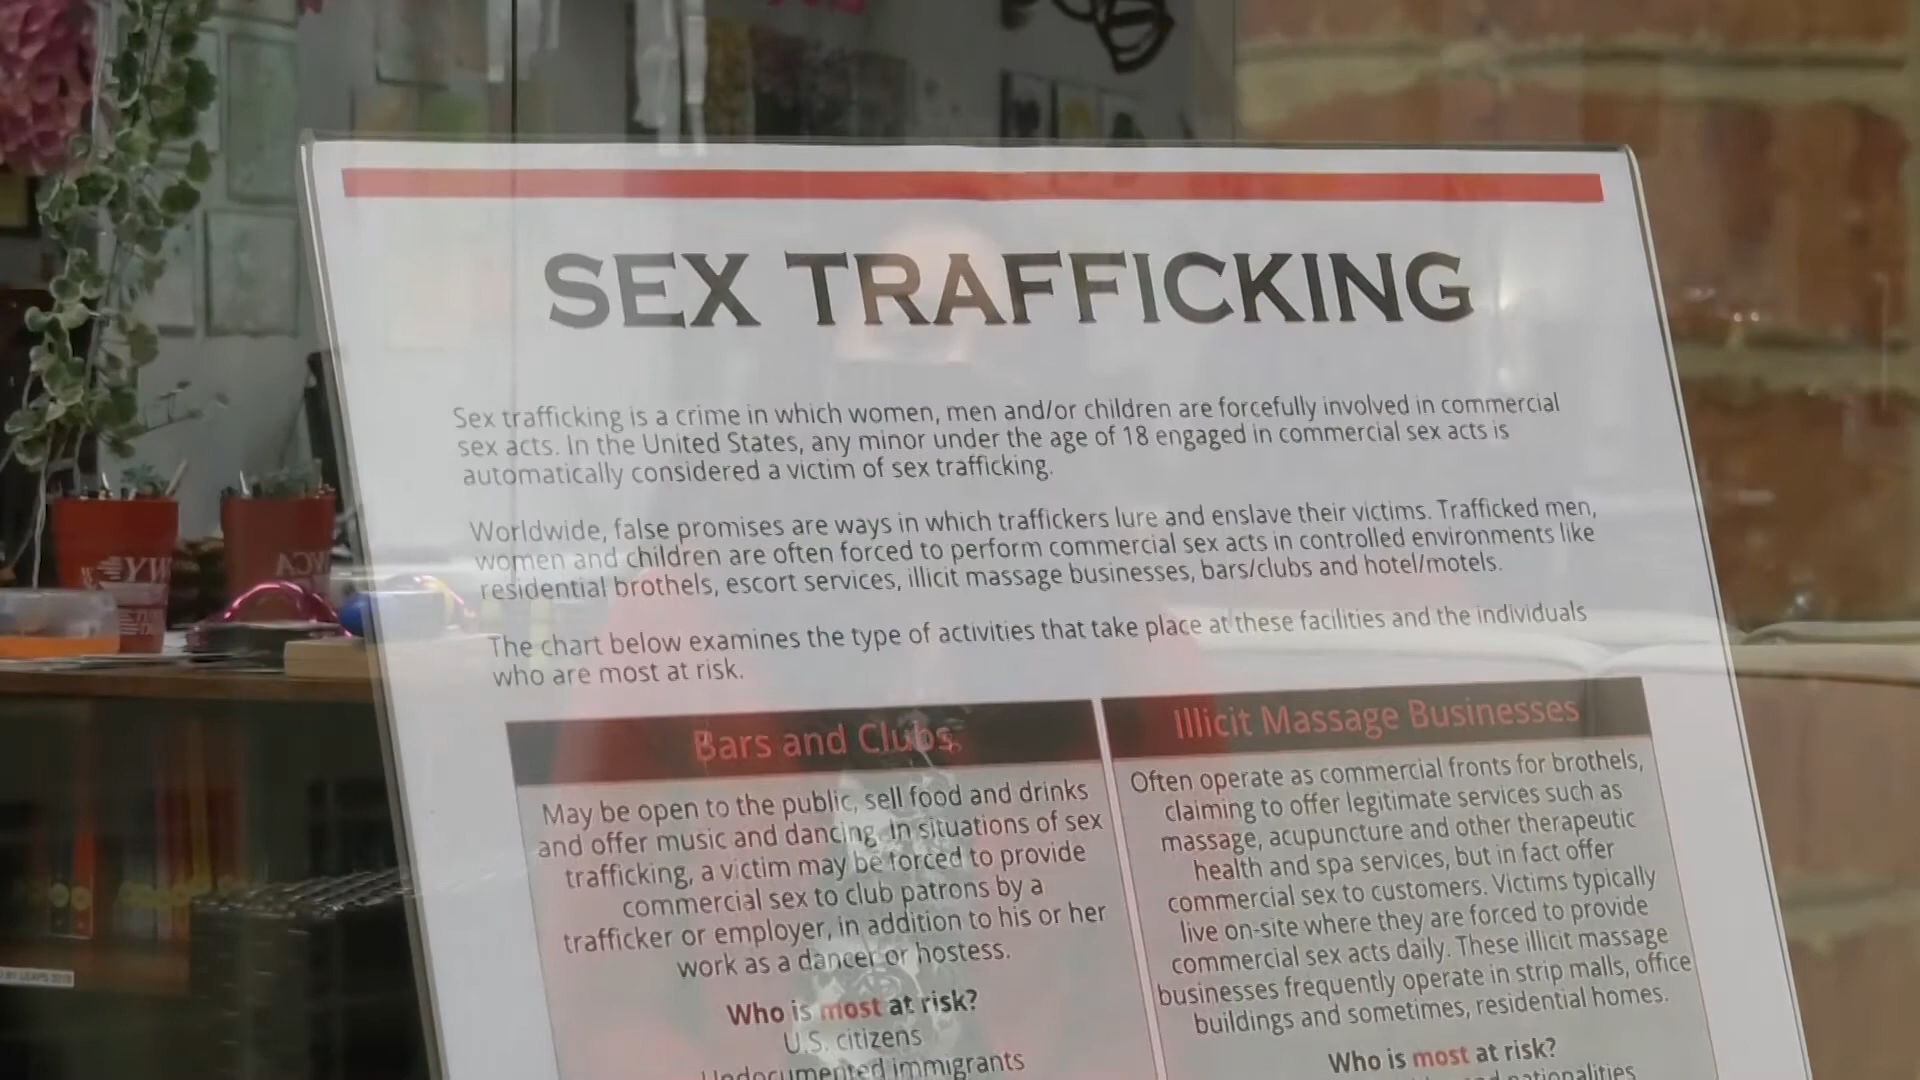 SEX TRAFFICKING
Sex trafficking is a crime in which women, men and/or children are forcefully involved in commercial
sex acts. In the United States, any minor under the age of 18 engaged in commercial sex acts is
automatically considered a victim of sex trafficking.
Worldwide, false promises are ways in which traffickers lure and enslave their victims. Trafficked men,
women and children are often forced to perform commercial sex acts in controlled environments like
residential brothels, escort services, illicit massage businesses, bars/clubs and hotel/motels.
The chart below examines the type of activities that take place at these facilities and the individuals
who are most at risk.
Bars and Clubs
May be open to the public, sell food and drinks
and offer music and dancing. In situations of sex
trafficking, a victim may be forced to provide
commercial sex to club patrons by a
trafficker or employer, in addition to his or her
work as a dancer or hostess.
Who is most at risk?
U.S. citizens
Undocumented immigrants
Illicit Massage Businesses
Often operate as commercial fronts for brothels,
claiming to offer legitimate services such as
massage, acupuncture and other therapeutic
health and spa services, but in fact offer
commercial sex to customers. Victims typically
live on-site where they are forced to provide
commercial sex acts daily. These illicit massage
businesses frequently operate in strip malls, office
buildings and sometimes, residential homes.
Who is most at risk?
nationalities